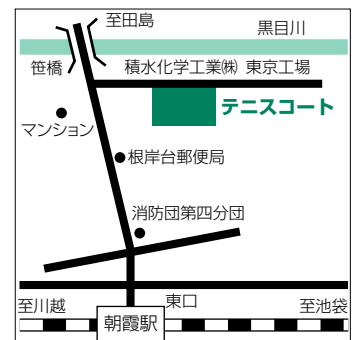 至田島
黒目川
笹橋
積水化学工業㈱ 東京工場
テニスコート
マンション
根岸台郵便局
消防団第四分団
至川越
東口
至池袋
朝霞駅